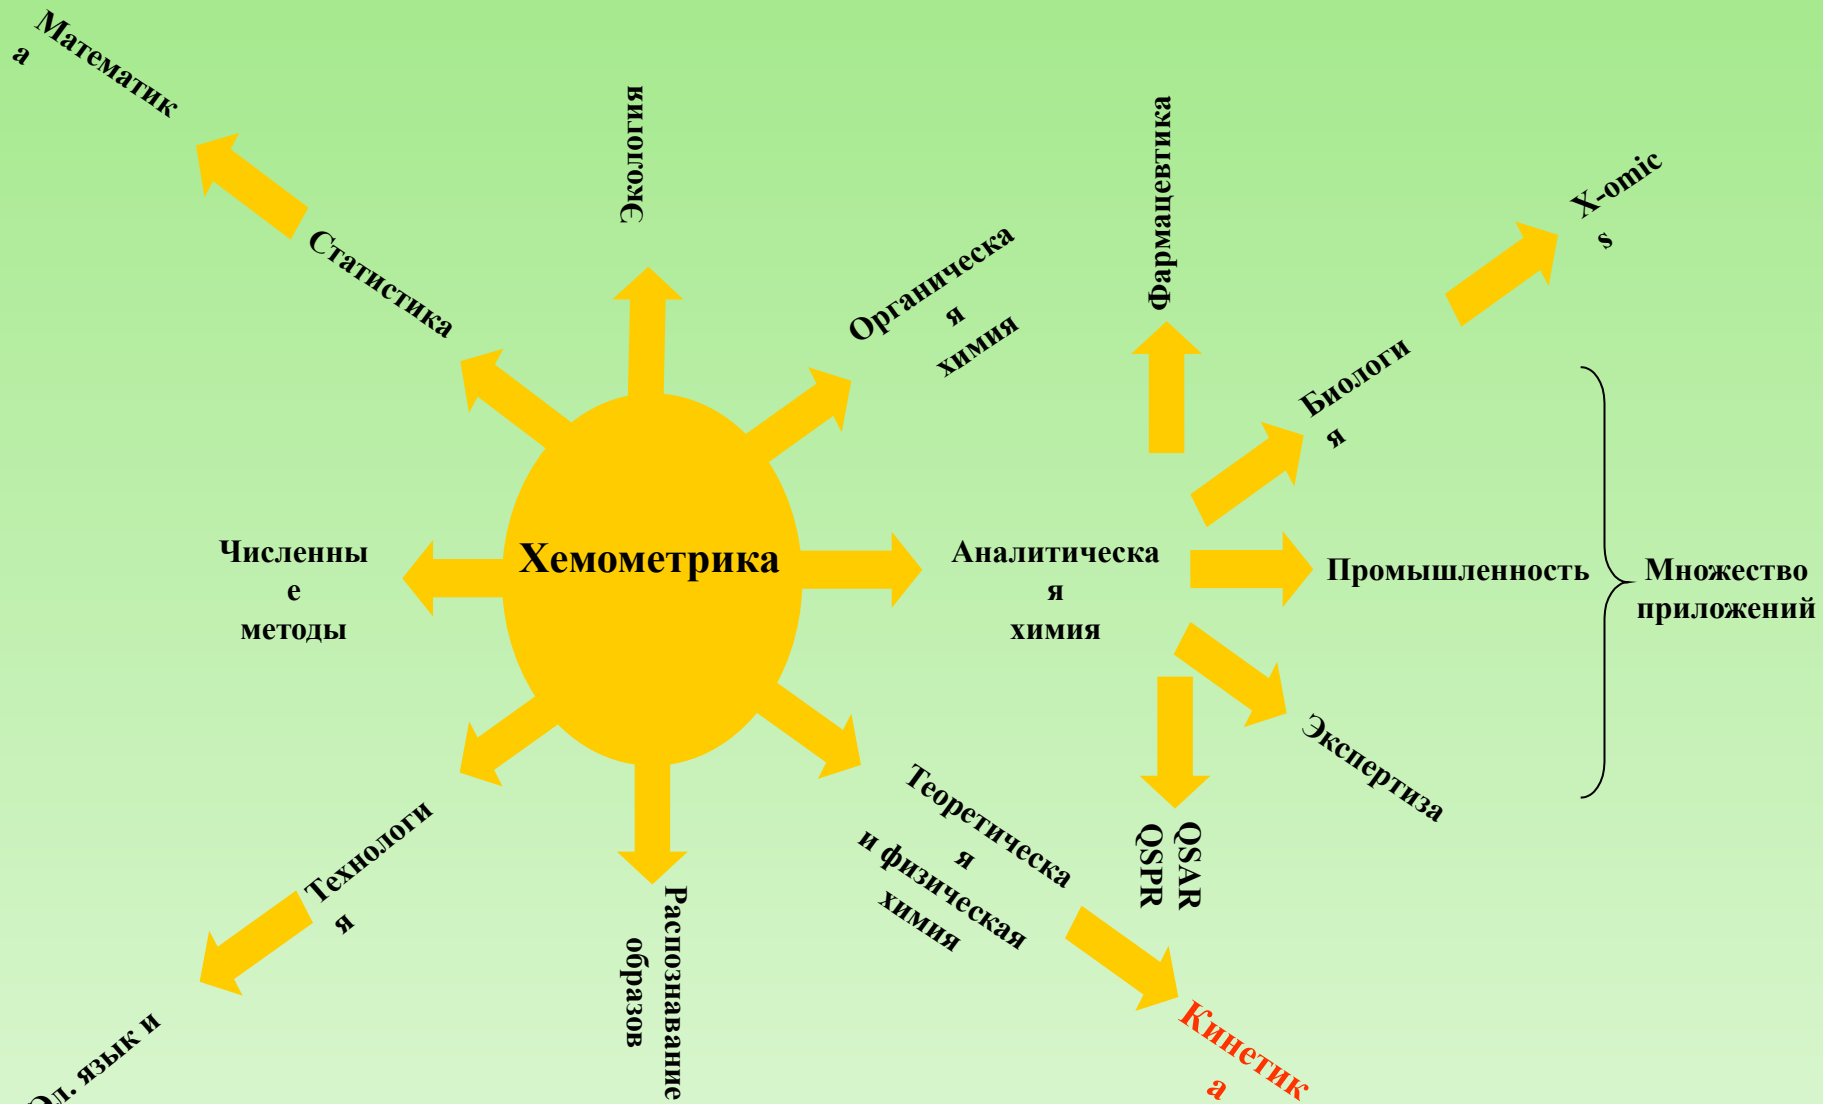 Математик
а
Статистика
Экология
Органическа
я
химия
Фармацевтика
X-omic
s
Биологи
я
Численны
е
методы
Хемометрика
Аналитическа
я
химия
Промышленность
Множество
приложений
Экспертиза
QSAR
QSPR
Теоретическа
я
и физическая
химия
Кинетик
а
Распознавание
образов
Технологи
я
язык и